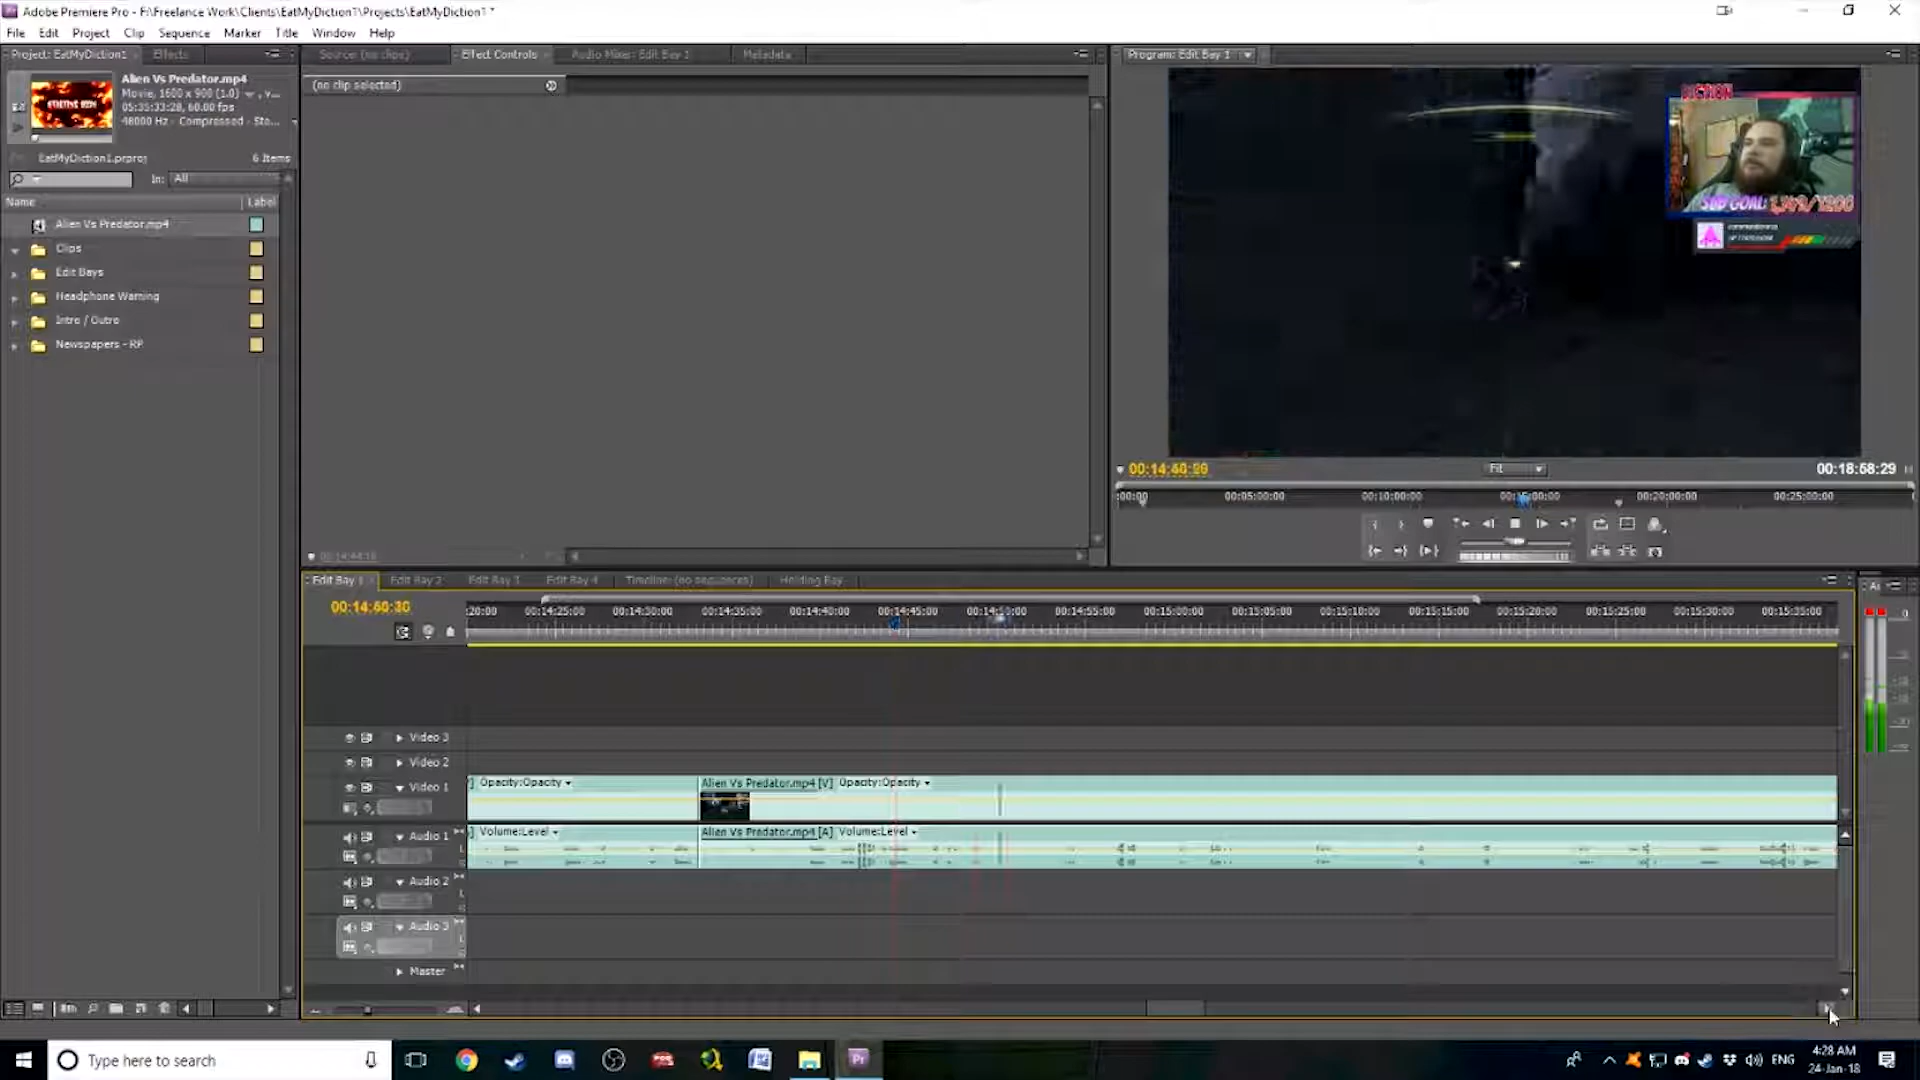 Adobe Premiere Pro - F:\Freelance Work\Clients\EatMyDiction1\Projects\EatMyDiction1 *
File Edit Project Clip Sequence Marker Title Window Help
Project: EatMyDiction1 Effects
Source: (no clips) Effect Controls Audio Mixer: Edit Bay 1 Metadata
Program: Edit Bay 1
Alien Vs Predator.mp4
Movie, 1600 x 900 (1.0)
05:35:33:28, 60.00 fps
48000 Hz - Compressed - Ste...
EatMyDiction1.prproj 6 Items
In: All
Name Label
Alien Vs Predator.mp4
Clips
Edit Bays
Headphone Warning
Intro / Outro
Newspapers - RP
(no clip selected)
DICTION
SUB GOAL: 1,149/1200
Fit 00:18:58:29
:00:00 00:05:00:00 00:10:00:00 00:15:00:00 00:20:00:00 00:25:00:00
Edit Bay 1 Edit Bay 2 Edit Bay 3 Edit Bay 4 Timeline: (no sequences) Holding Bay
:20:00 00:14:25:00 00:14:30:00 00:14:35:00 00:14:40:00 00:14:45:00 00:14:50:00 00:14:55:00 00:15:00:00 00:15:05:00 00:15:10:00 00:15:15:00 00:15:20:00 00:15:25:00 00:15:30:00 00:15:35:00
Video 3
Video 2
Video 1
Opacity:Opacity Alien Vs Predator.mp4 [V] Opacity:Opacity
Audio 1
Volume:Level Alien Vs Predator.mp4 [A] Volume:Level
Audio 2
Audio 3
Master
Type here to search
ENG
4:28 AM
24-Jan-18